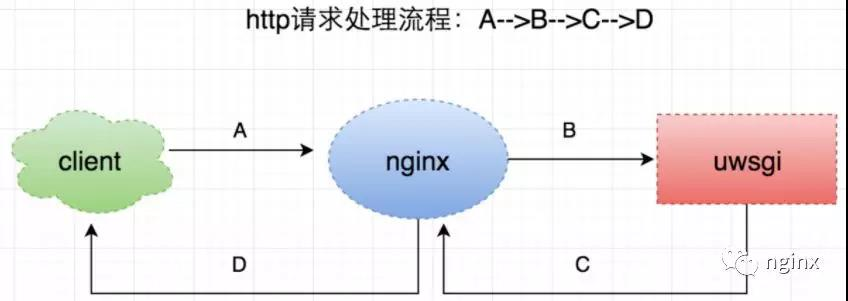 http请求处理流程：A-->B-->C-->D
A
B
client
nginx
uwsgi
D
C
nginx